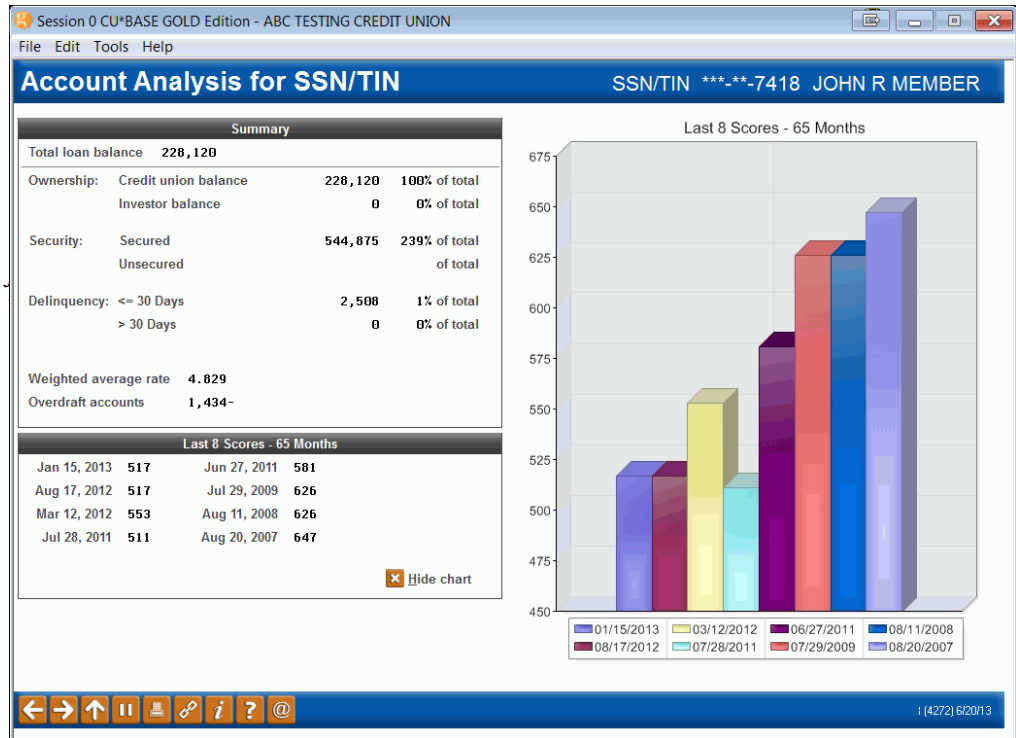 Session 0 CU*BASE GOLD Edition - ABC TESTING CREDIT UNION
File Edit Tools Help
Account Analysis for SSN/TIN
SSN/TIN ***-**-7418 JOHN R MEMBER
Summary
Total loan balance 228,120
Ownership: Credit union balance 228,120 100% of total
Investor balance 0 0% of total
Security: Secured 544,875 239% of total
Unsecured of total
Delinquency: <= 30 Days 2,508 1% of total
> 30 Days 0 0% of total
Weighted average rate 4.829
Overdraft accounts 1,434-
Last 8 Scores - 65 Months
Jan 15, 2013 517 Jun 27, 2011 581
Aug 17, 2012 517 Jul 29, 2009 626
Mar 12, 2012 553 Aug 11, 2008 626
Jul 28, 2011 511 Aug 20, 2007 647
Hide chart
Last 8 Scores - 65 Months
675
650
625
600
575
550
525
500
475
450
01/15/2013 03/12/2012 06/27/2011 08/11/2008
08/17/2012 07/28/2011 07/29/2009 08/20/2007
(4272) 6/20/13